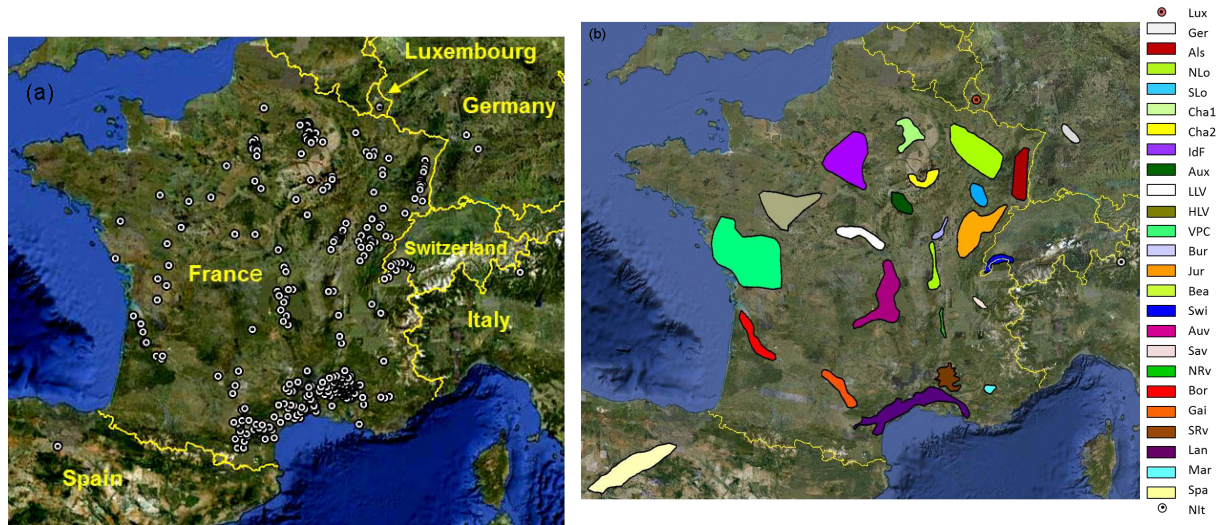 (a)
Luxembourg
Germany
Switzerland
France
Italy
Spain
(b)
Lux
Ger
Als
NLo
SLo
Cha1
Cha2
IdF
Aux
LLV
HLV
VPC
Bur
Jur
Bea
Swi
Auv
Sav
NRv
Bor
Gai
SRv
Lan
Mar
Spa
NIt